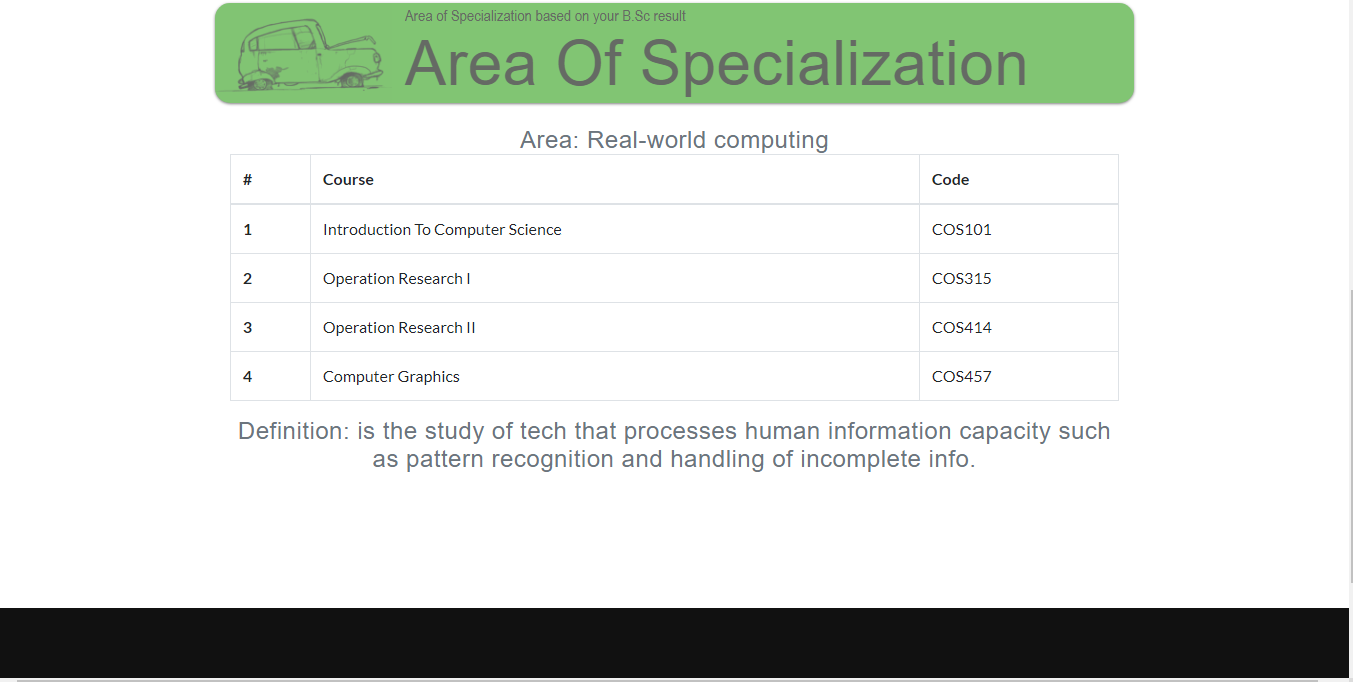 Area of Specialization based on your B.Sc result
Area Of Specialization
Area: Real-world computing
# Course Code
1 Introduction To Computer Science COS101
2 Operation Research I COS315
3 Operation Research II COS414
4 Computer Graphics COS457
Definition: is the study of tech that processes human information capacity such
as pattern recognition and handling of incomplete info.